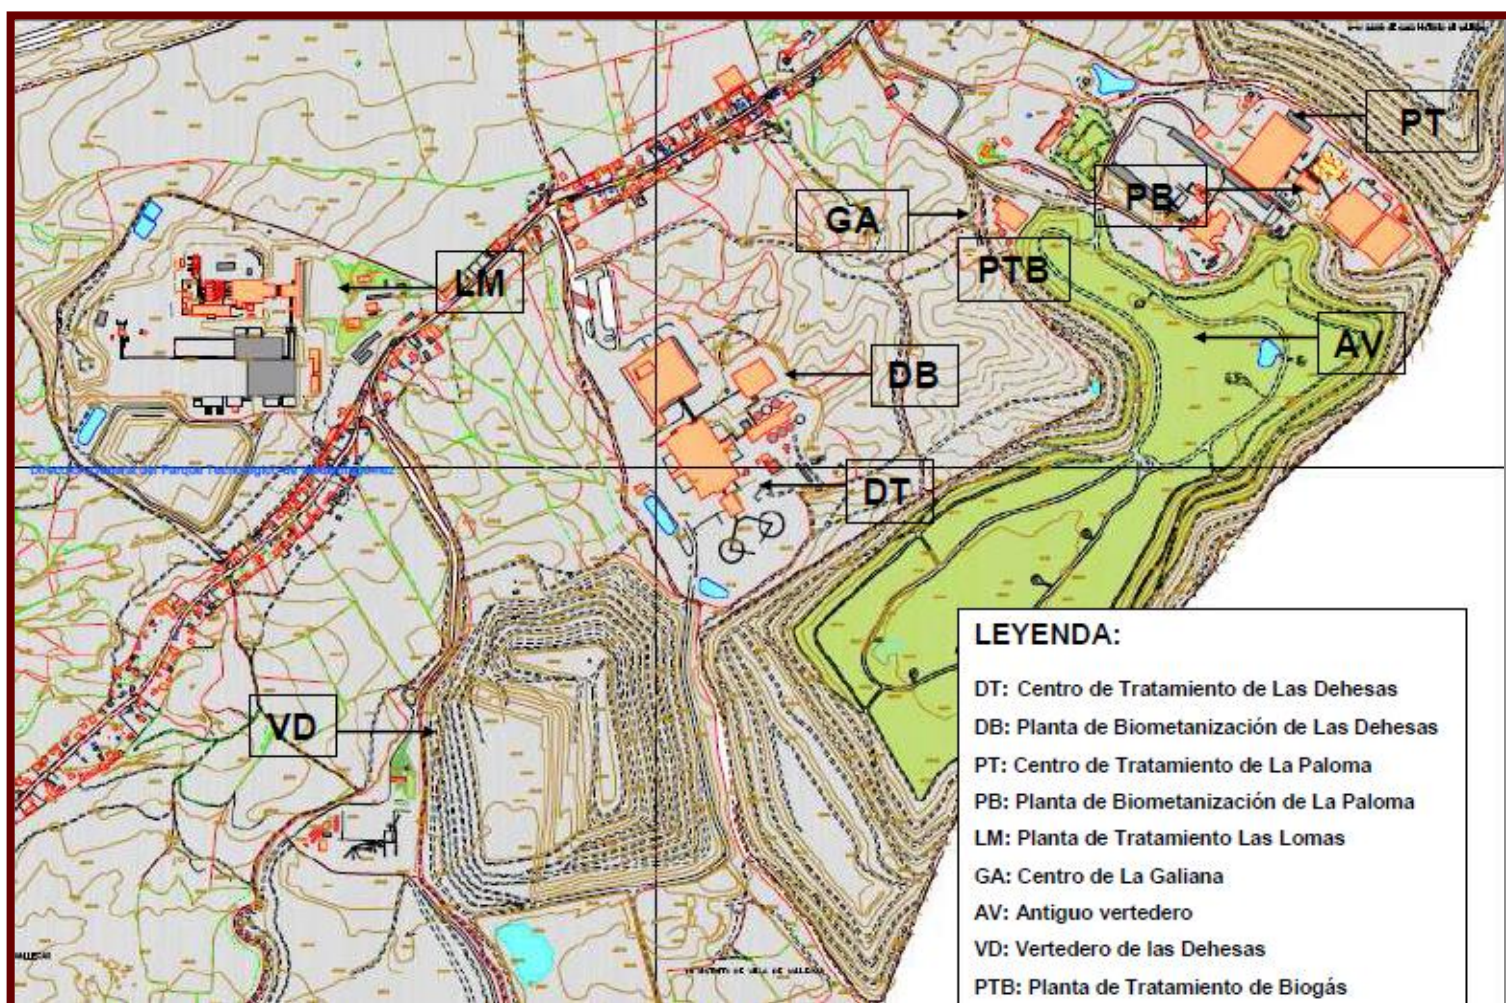 PT
PB
GA
PTB
LM
AV
DB
DT
VD
LEYENDA:
DT: Centro de Tratamiento de Las Dehesas
DB: Planta de Biometanización de Las Dehesas
PT: Centro de Tratamiento de La Paloma
PB: Planta de Biometanización de La Paloma
LM: Planta de Tratamiento Las Lomas
GA: Centro de La Galiana
AV: Antiguo vertedero
VD: Vertedero de las Dehesas
PTB: Planta de Tratamiento de Biogás